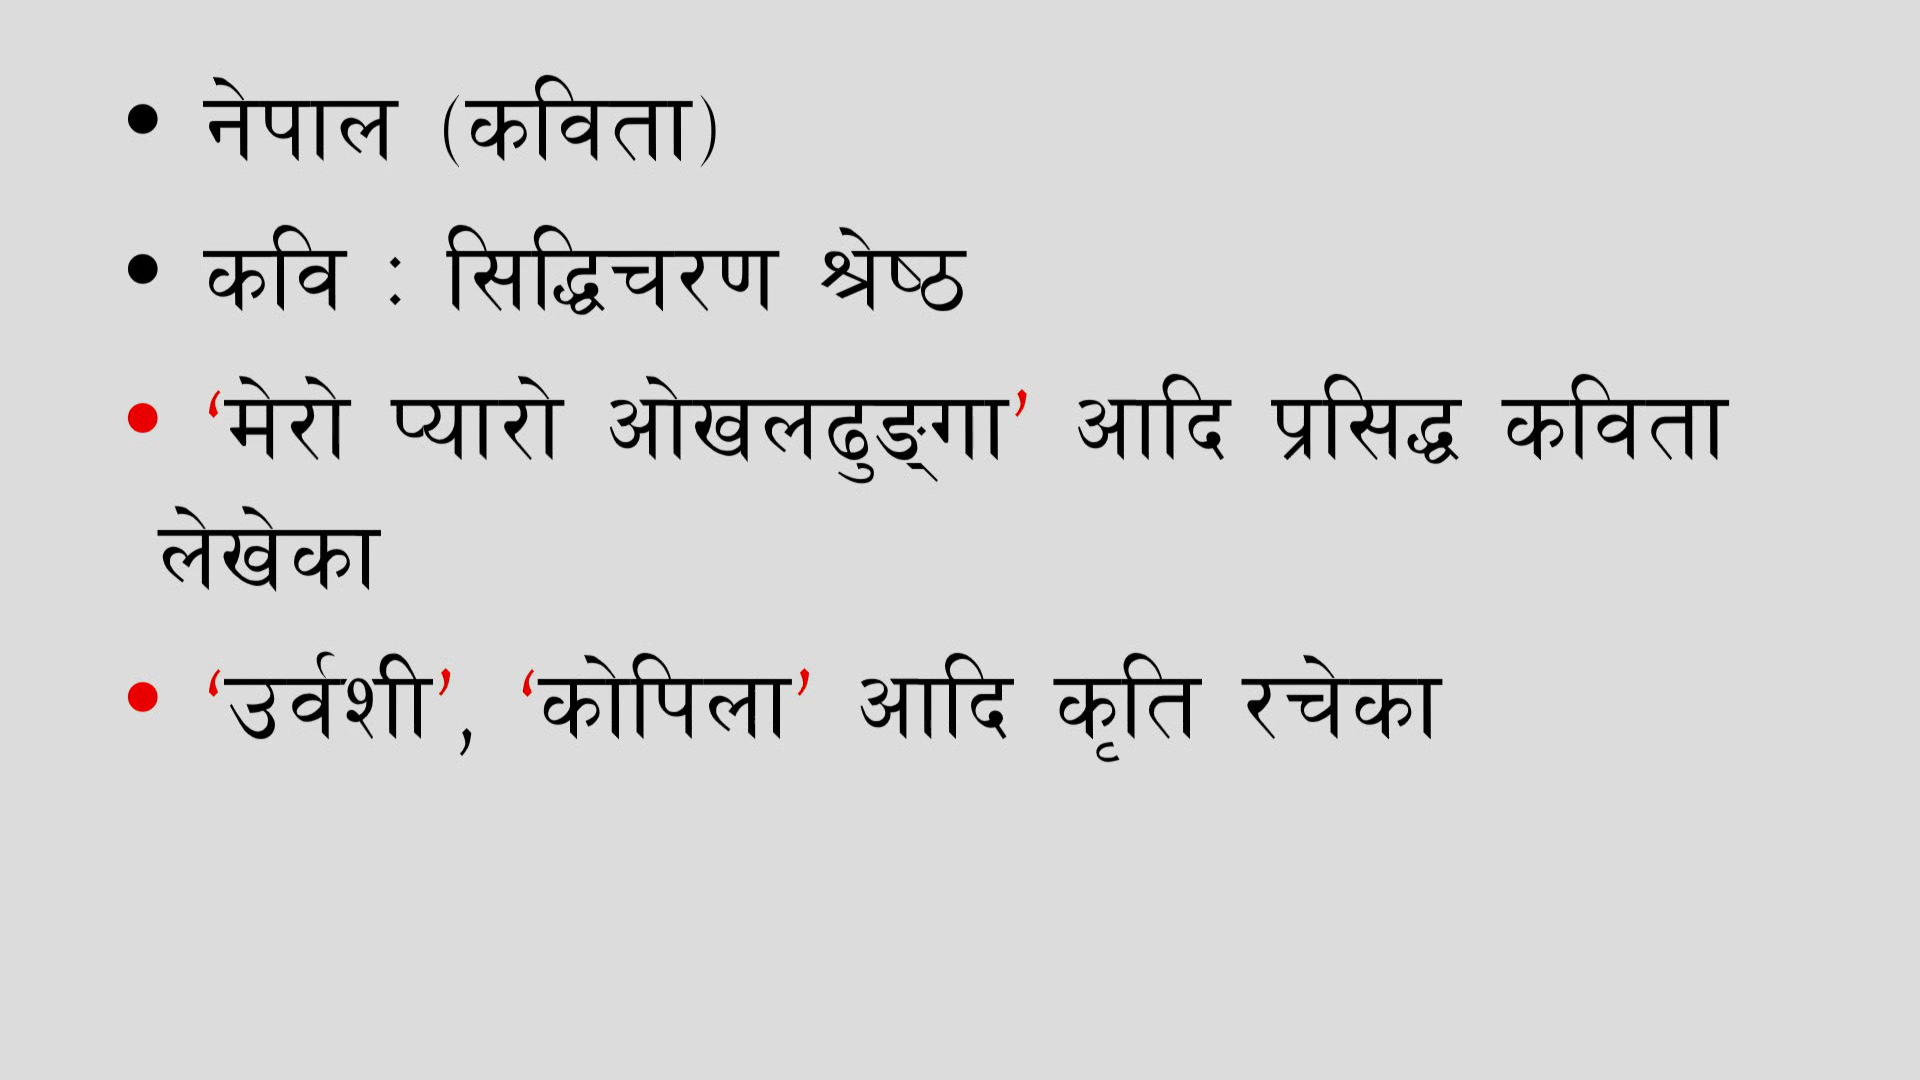 • नेपाल (कविता)
• कवि : सिद्धिचरण श्रेष्ठ
• ‘मेरो प्यारो ओखलढुङ्गा’ आदि प्रसिद्ध कविता
लेखेका
• ‘उर्वशी’, ‘कोपिला’ आदि कृति रचेका